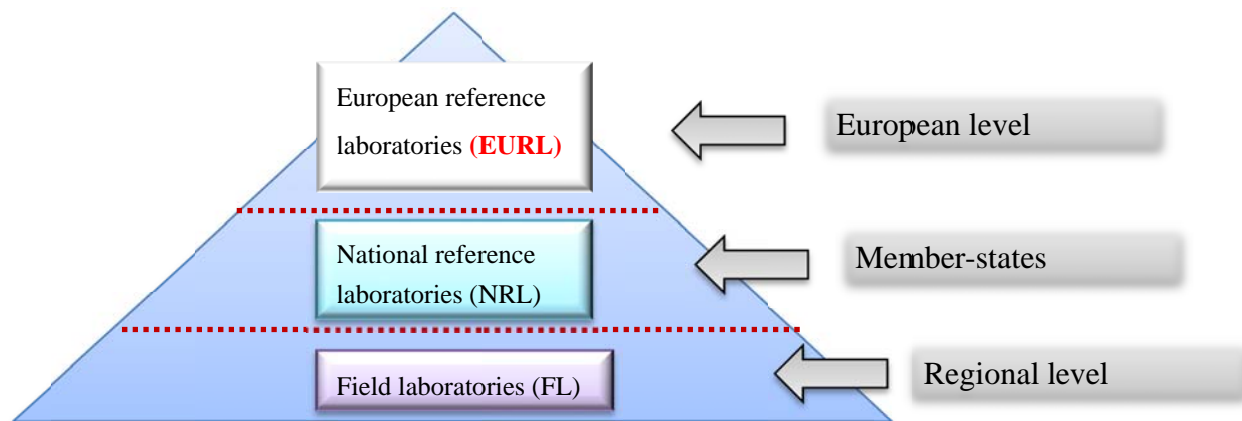 European reference
laboratories (EURL)
European level
National reference
laboratories (NRL)
Member-states
Field laboratories (FL)
Regional level